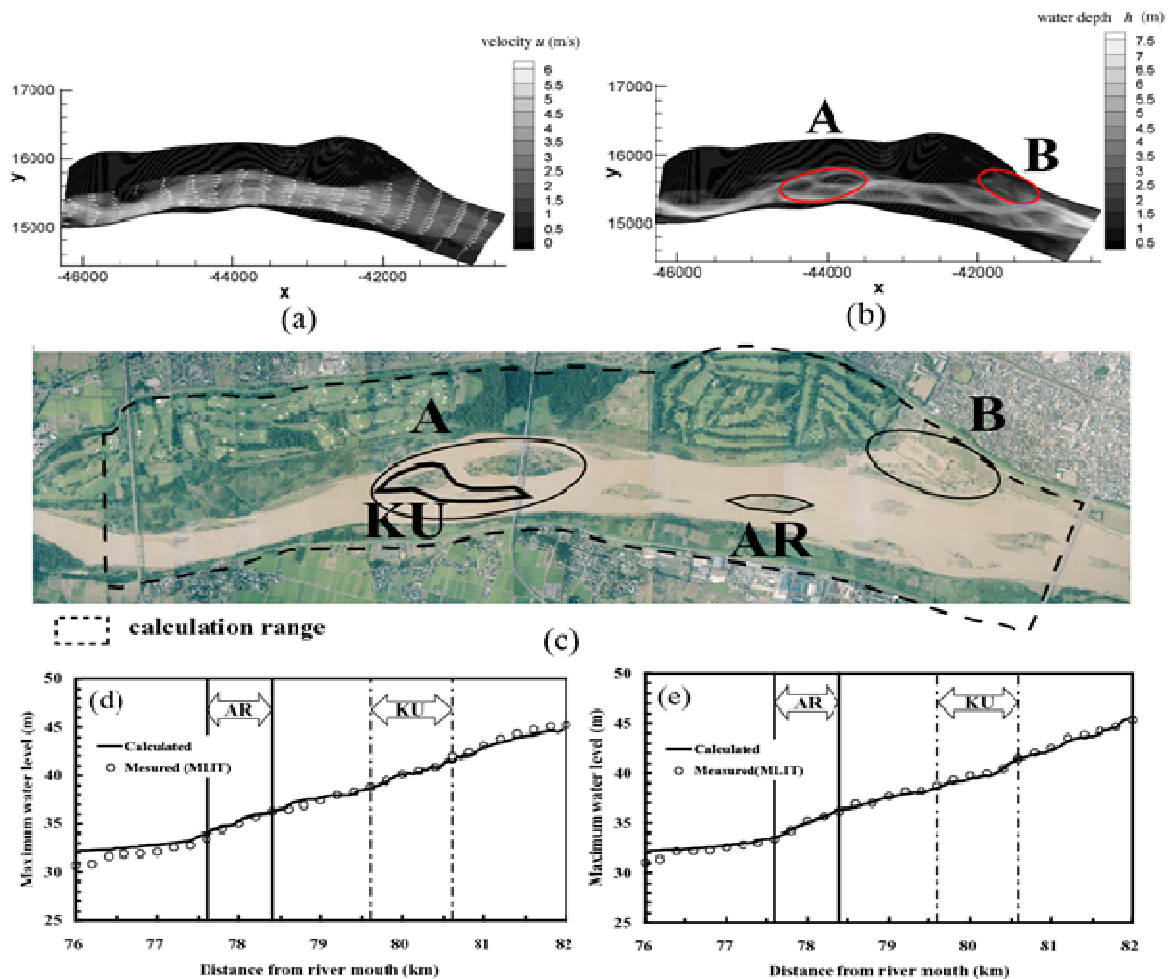 velocity u (m/s)
17000
16000
15000
y
-46000
-44000
-42000
x
6
5.5
5
4.5
4
3.5
3
2.5
2
1.5
1
0.5
0
(a)
water depth h (m)
17000
16000
15000
y
-46000
-44000
-42000
x
A
B
7.5
7
6.5
6
5.5
5
4.5
4
3.5
3
2.5
2
1.5
1
0.5
(b)
A
B
KU
AR
calculation range
(c)
(d)
AR
KU
Calculated
Mesured (MLIT)
Maximum water level (m)
50
45
40
35
30
25
76
77
78
79
80
81
82
Distance from river mouth (km)
(e)
AR
KU
Calculated
Measured(MLIT)
Maximum water level (m)
50
45
40
35
30
25
76
77
78
79
80
81
82
Distance from river mouth (km)